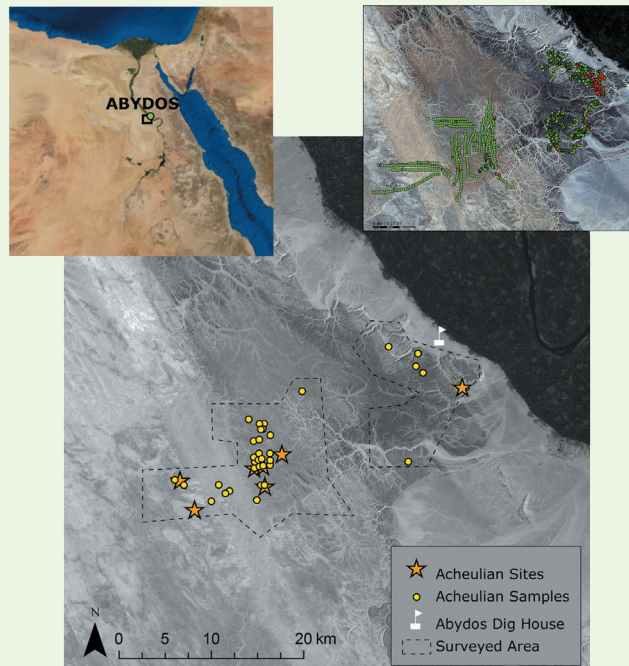 ABYDOS
Acheulian Sites
Acheulian Samples
Abydos Dig House
Surveyed Area
N
0 5 10 20 km